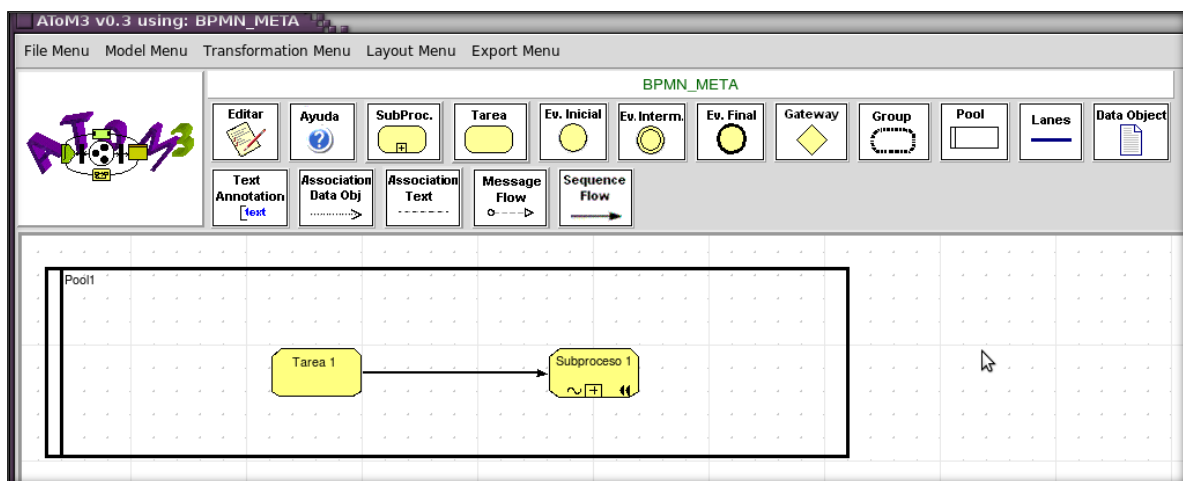 AToM3 v0.3 using: BPMN_META
File Menu Model Menu Transformation Menu Layout Menu Export Menu
BPMN_META
AToM3
Editar Ayuda SubProc. Tarea Ev. Inicial Ev. Interm. Ev. Final Gateway Group Pool Lanes Data Object
Text Association Association Message Sequence
Annotation Data Obj Text Flow Flow
text
Pool1
Tarea 1 Subproceso 1